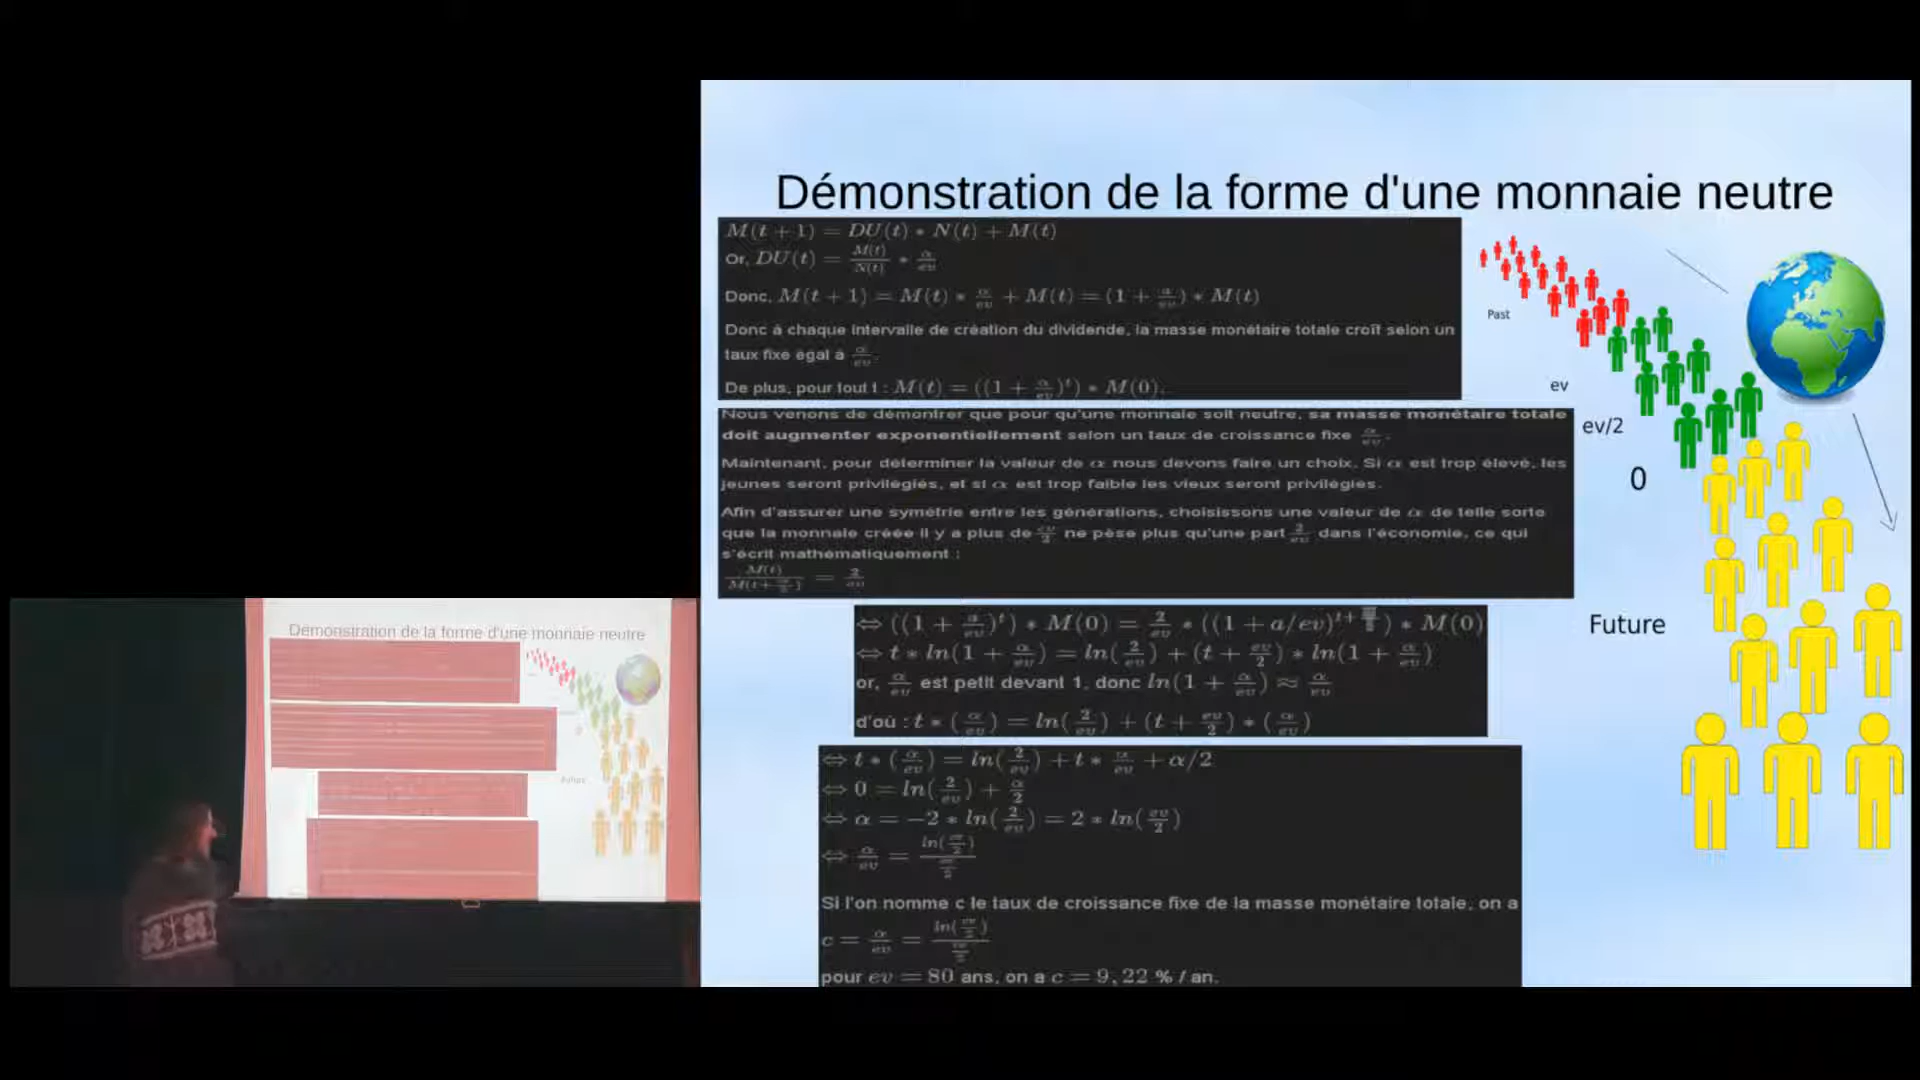 Démonstration de la forme d'une monnaie neutre
M(t + 1) = DU(t) * N(t) + M(t)
Or, DU(t) = M(t)/N(t) * α/ev
Donc, M(t + 1) = M(t) * α/ev + M(t) = (1 + α/ev) * M(t)
Donc à chaque intervalle de création du dividende, la masse monétaire totale croît selon un
taux fixe égal à α/ev.
De plus, pour tout t : M(t) = ((1 + α/ev)^t) * M(0).
Nous venons de démontrer que pour qu'une monnaie soit neutre, sa masse monétaire totale
doit augmenter exponentiellement selon un taux de croissance fixe α/ev.
Maintenant, pour déterminer la valeur de α nous devons faire un choix. Si α est trop élevé, les
jeunes seront privilégiés, et si α est trop faible les vieux seront privilégiés.
Afin d'assurer une symétrie entre les générations, choisissons une valeur de α de telle sorte
que la monnaie créée il y a plus de ev/2 ne pèse plus qu'une part 2/ev dans l'économie, ce qui
s'écrit mathématiquement :
M(t)/M(t+ev/2) = 2/ev
⇔ ((1 + α/ev)^t) * M(0) = 2/ev * ((1 + a/ev)^t+ev/2) * M(0)
⇔ t * ln(1 + α/ev) = ln(2/ev) + (t + ev/2) * ln(1 + α/ev)
or, α/ev est petit devant 1, donc ln(1 + α/ev) ≈ α/ev
d'où : t * (α/ev) = ln(2/ev) + (t + ev/2) * (α/ev)
⇔ t * (α/ev) = ln(2/ev) + t * α/ev + α/2
⇔ 0 = ln(2/ev) + α/2
⇔ α = −2 * ln(2/ev) = 2 * ln(ev/2)
⇔ α/ev = ln(ev/2)/(ev/2)
Si l'on nomme c le taux de croissance fixe de la masse monétaire totale, on a
c = α/ev = ln(ev/2)/(ev/2)
pour ev = 80 ans, on a c = 9, 22 % / an.
Past
ev
ev/2
0
Future
Démonstration de la forme d'une monnaie neutre
Future